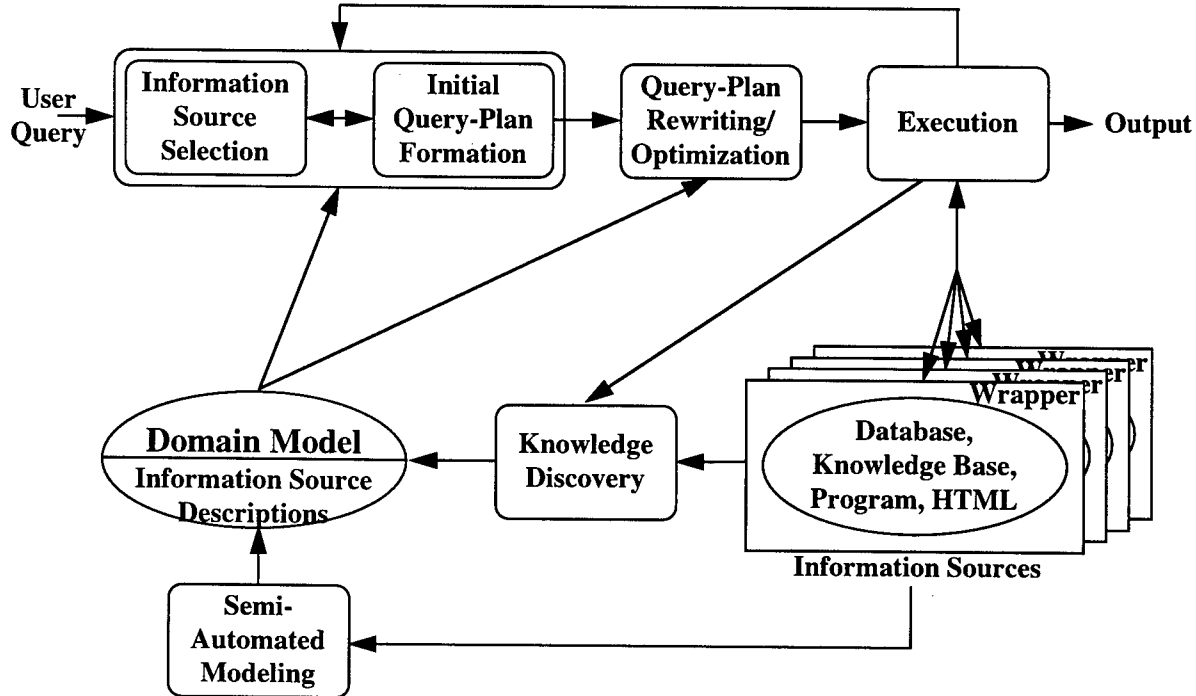 User
Query
Information
Source
Selection
Initial
Query-Plan
Formation
Query-Plan
Rewriting/
Optimization
Execution
Output
Wrapper
Wrapper
Wrapper
Wrapper
Domain Model
Information Source
Descriptions
Knowledge
Discovery
Database,
Knowledge Base,
Program, HTML
Information Sources
Semi-
Automated
Modeling